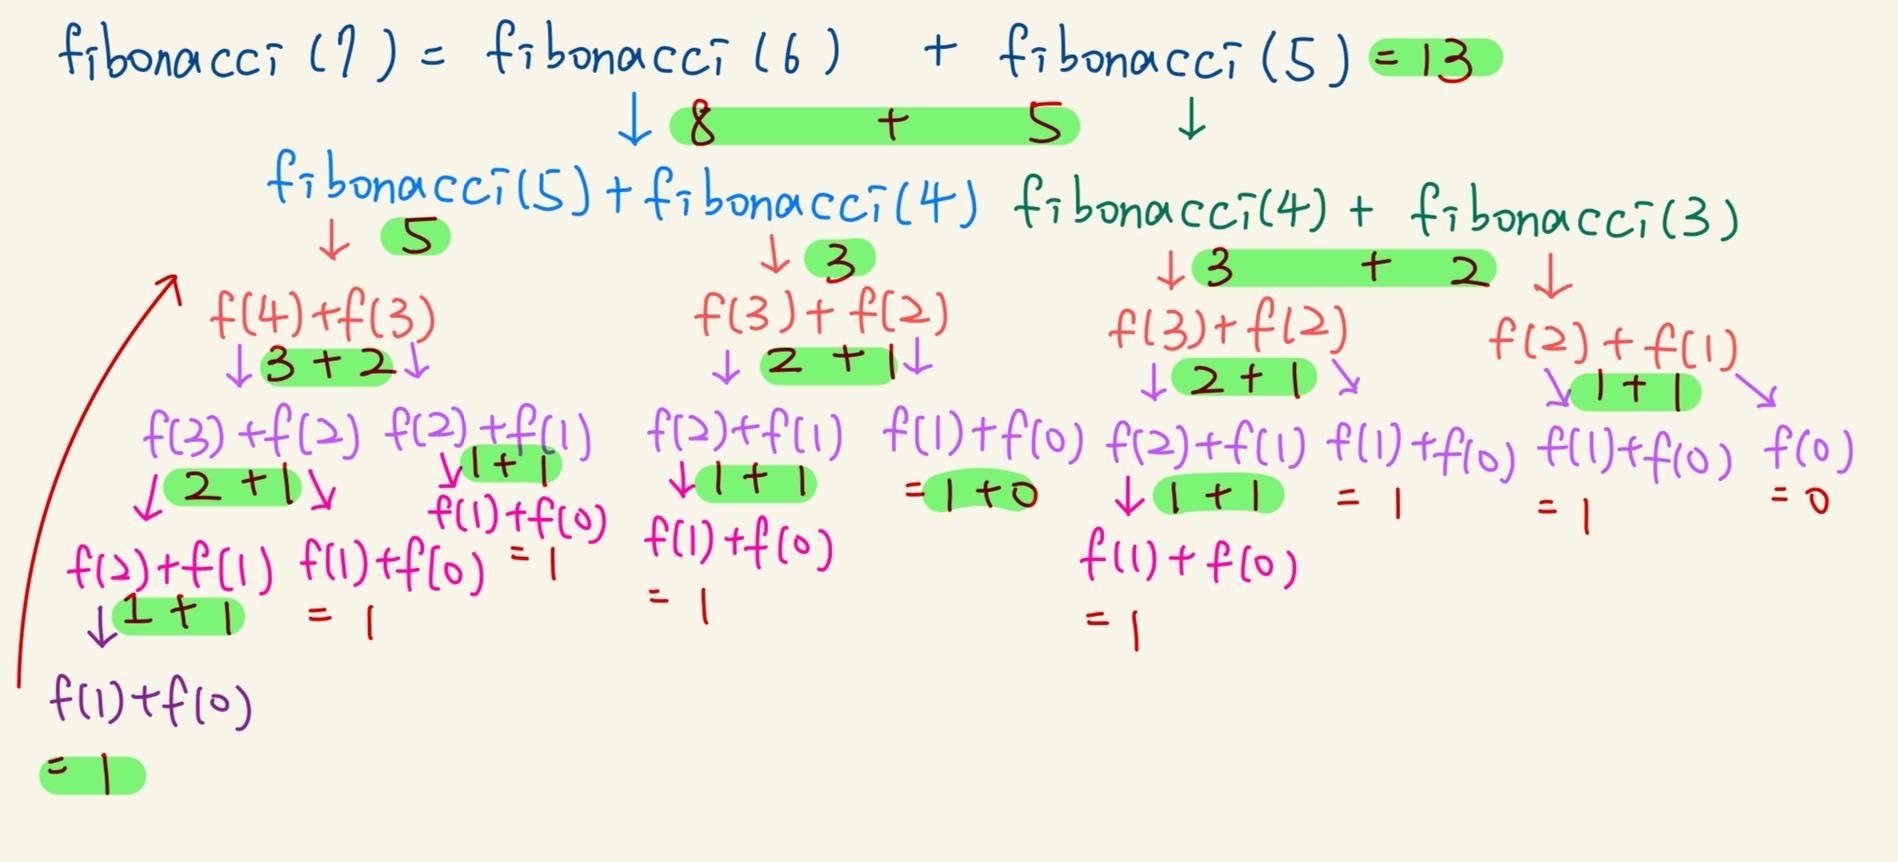 fibonacci (7) = fibonacci (6) + fibonacci (5) = 13
↓ 8 + 5 ↓
fibonacci(5) + fibonacci(4) fibonacci(4) + fibonacci(3)
↓ 5 ↓ 3 ↓ 3 + 2 ↓
f(4)+f(3) f(3)+f(2) f(3)+f(2) f(2)+f(1)
↓ 3+2 ↓ ↓ 2+1 ↓ ↓ 2+1 ↘ ↘ 1+1 ↘
f(3)+f(2) f(2)+f(1) f(2)+f(1) f(1)+f(0) f(2)+f(1) f(1)+f(0) f(1)+f(0) f(0)
↓ 2+1 ↘ ↘ 1+1 ↓ 1+1 = 1+0 ↓ 1+1 = 1 = 1 = 0
f(2)+f(1) f(1)+f(0) f(1)+f(0) f(1)+f(0) f(1)+f(0)
↓ 1+1 = 1 = 1 = 1 = 1
f(1)+f(0)
= 1